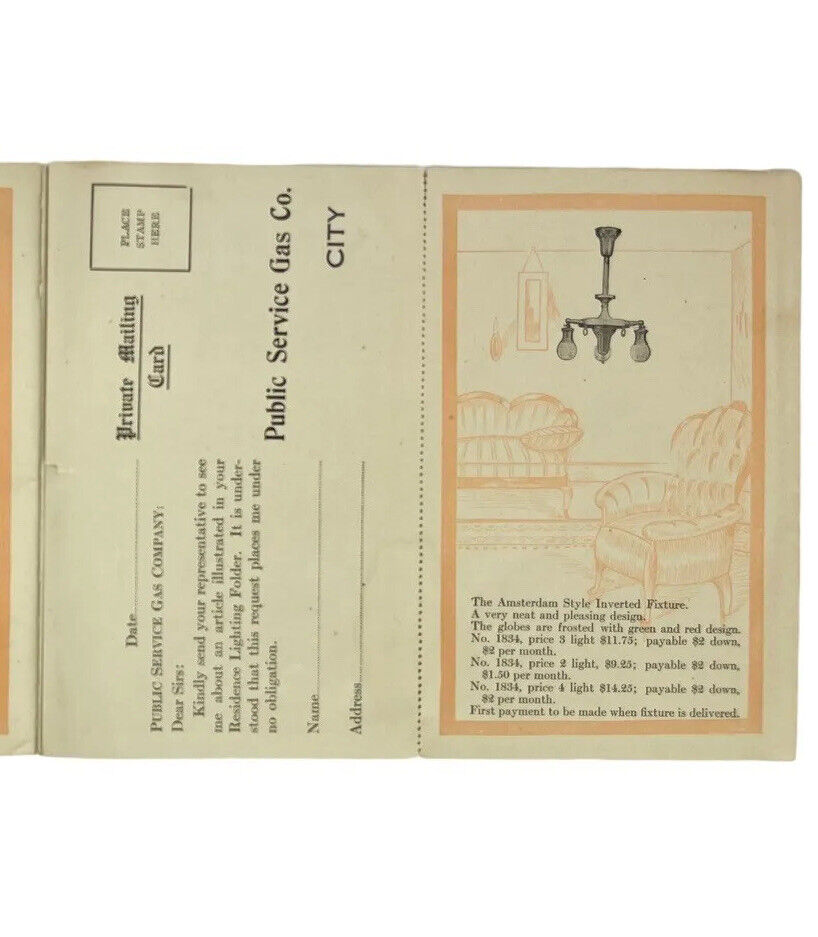 PLACE
STAMP
HERE
Private Mailing
Card
Public Service Gas Co.
CITY
Date
PUBLIC SERVICE GAS COMPANY:
Dear Sirs:
Kindly send your representative to see
me about an article illustrated in your
Residence Lighting Folder. It is under-
stood that this request places me under
no obligation.
Name
Address
The Amsterdam Style Inverted Fixture.
A very neat and pleasing design.
The globes are frosted with green and red design.
No. 1834, price 3 light $11.75; payable $2 down,
$2 per month.
No. 1834, price 2 light, $9.25; payable $2 down,
$1.50 per month.
No. 1834, price 4 light $14.25; payable $2 down,
$2 per month.
First payment to be made when fixture is delivered.